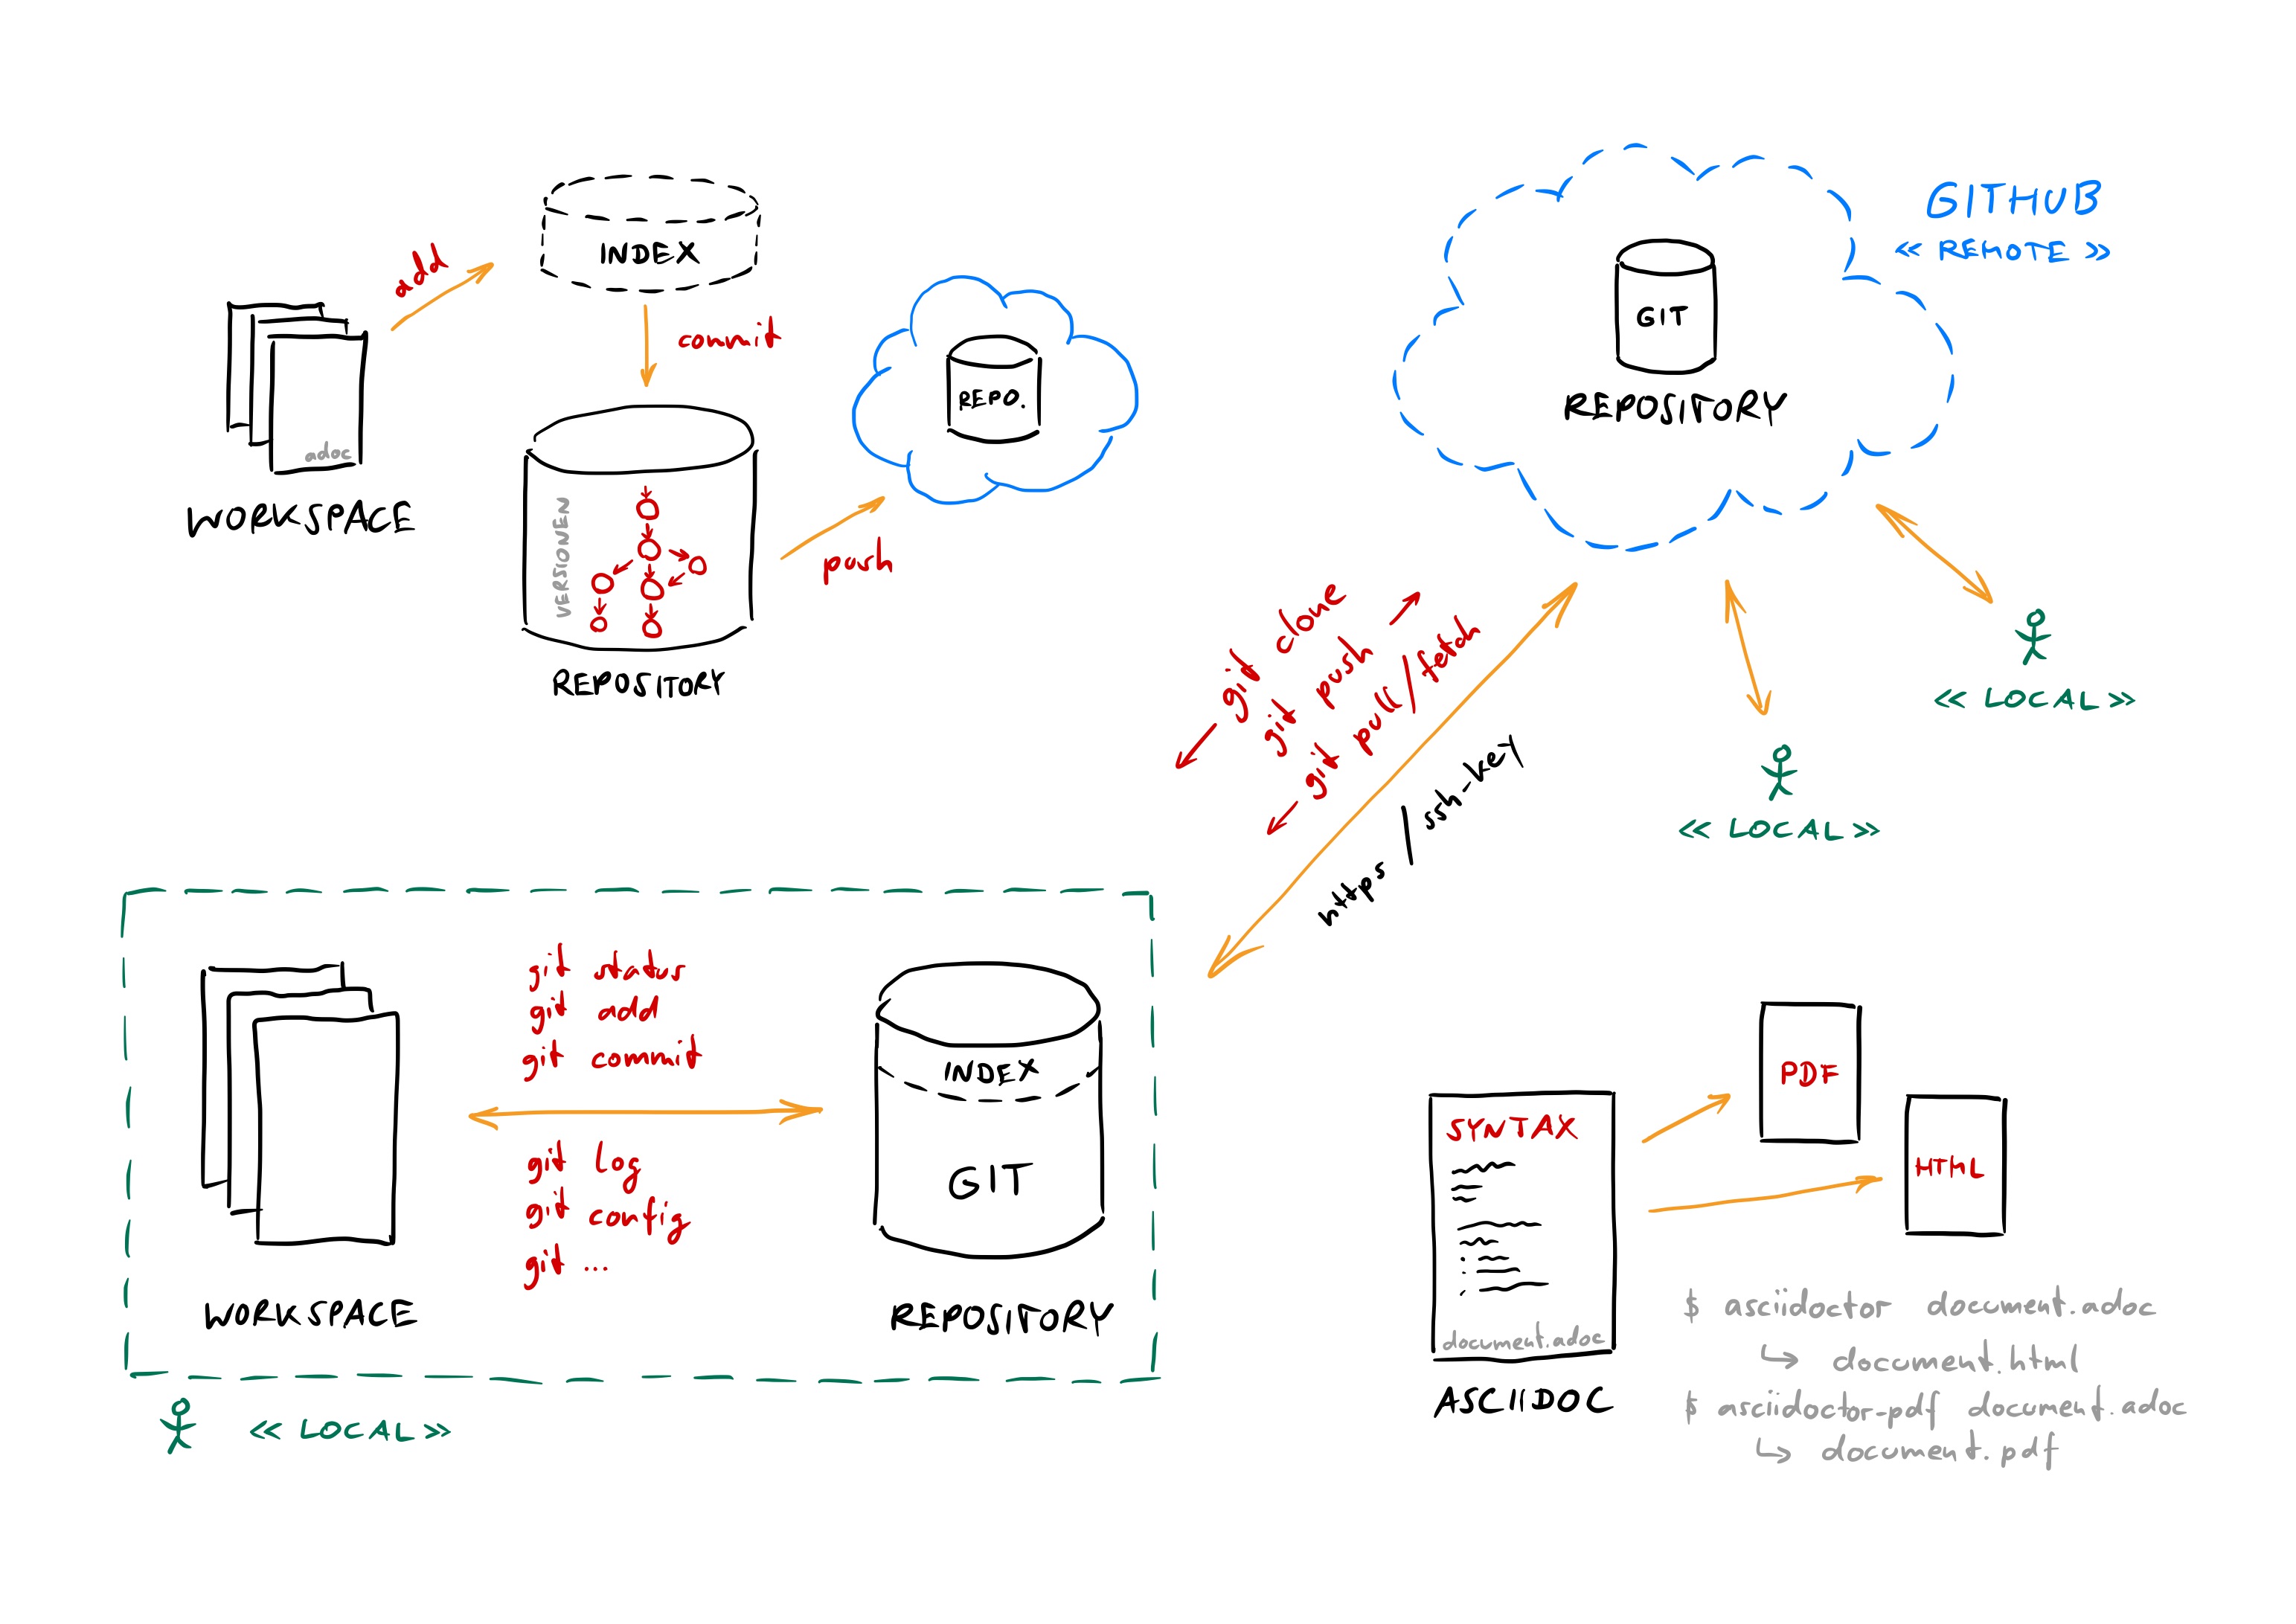 add
INDEX
commit
adoc
WORKSPACE
VERSIONEN
REPOSITORY
push
REPO.
GITHUB
<< REMOTE >>
GIT
REPOSITORY
<< LOCAL >>
<< LOCAL >>
← git clone
git push →
← git pull/fetch
https / ssh-key
git status
git add
git commit
git log
git config
git ...
WORKSPACE
INDEX
GIT
REPOSITORY
<< LOCAL >>
SYNTAX
document.adoc
ASCIIDOC
PDF
HTML
$ asciidoctor document.adoc
↳ document.html
$ asciidoctor-pdf document.adoc
↳ document.pdf